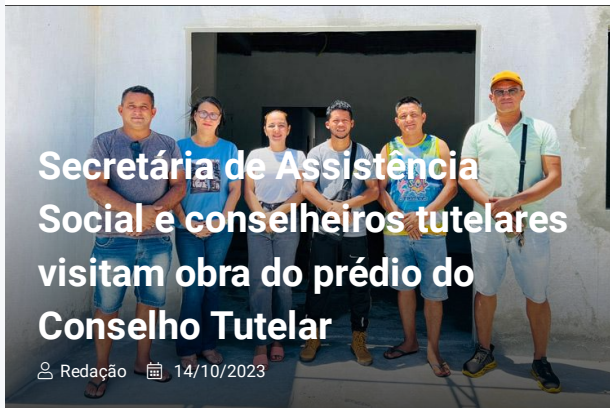 Secretária de Assistência
Social e conselheiros tutelares
visitam obra do prédio do
Conselho Tutelar
Redação 14/10/2023